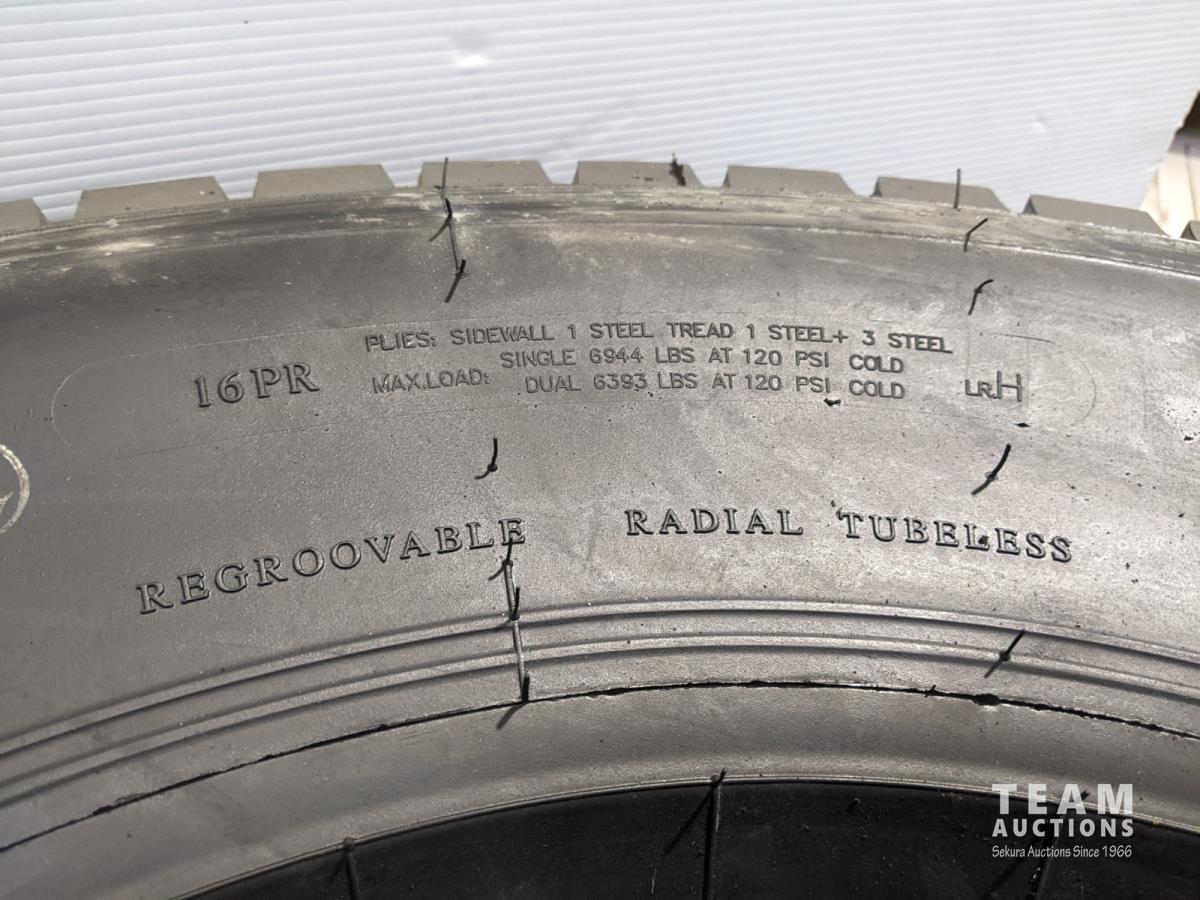 PLIES: SIDEWALL 1 STEEL TREAD 1 STEEL+ 3 STEEL
16PR
MAX.LOAD: SINGLE 6944 LBS AT 120 PSI COLD
DUAL 6393 LBS AT 120 PSI COLD
LR.H
REGROOVABLE RADIAL TUBELESS
TEAM
AUCTIONS
Sekura Auctions Since 1966